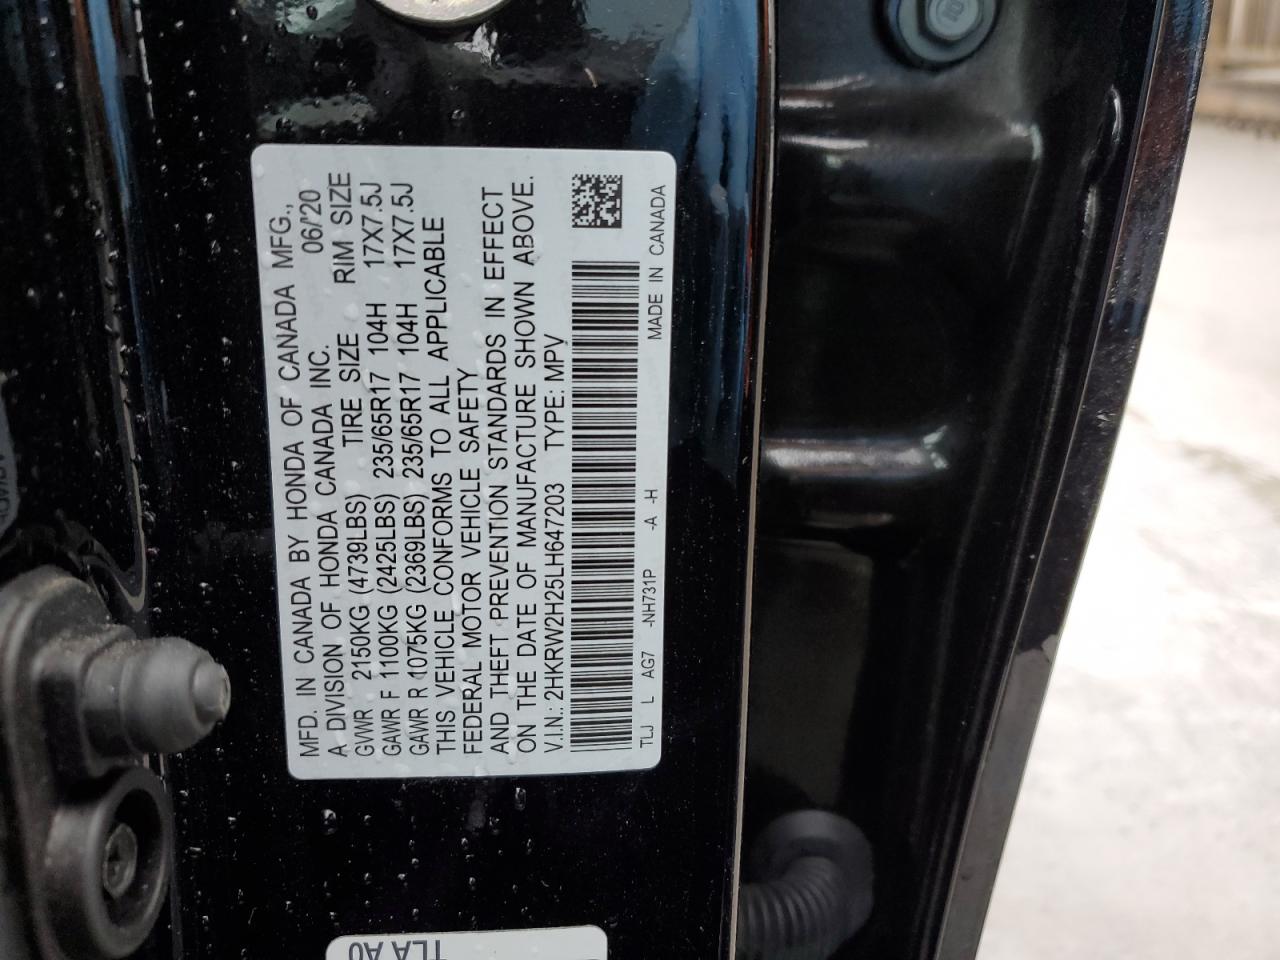 MFD. IN CANADA BY HONDA OF CANADA MFG.,
A DIVISION OF HONDA CANADA INC. 06/20
GVWR 2150KG (4739LBS) TIRE SIZE RIM SIZE
GAWR F 1100KG (2425LBS) 235/65R17 104H 17X7.5J
GAWR R 1075KG (2369LBS) 235/65R17 104H 17X7.5J
THIS VEHICLE CONFORMS TO ALL APPLICABLE
FEDERAL MOTOR VEHICLE SAFETY
AND THEFT PREVENTION STANDARDS IN EFFECT
ON THE DATE OF MANUFACTURE SHOWN ABOVE.
V.I.N.: 2HKRW2H25LH647203 TYPE: MPV
TLJ L AG7 -NH731P -A -H MADE IN CANADA
TLA A0